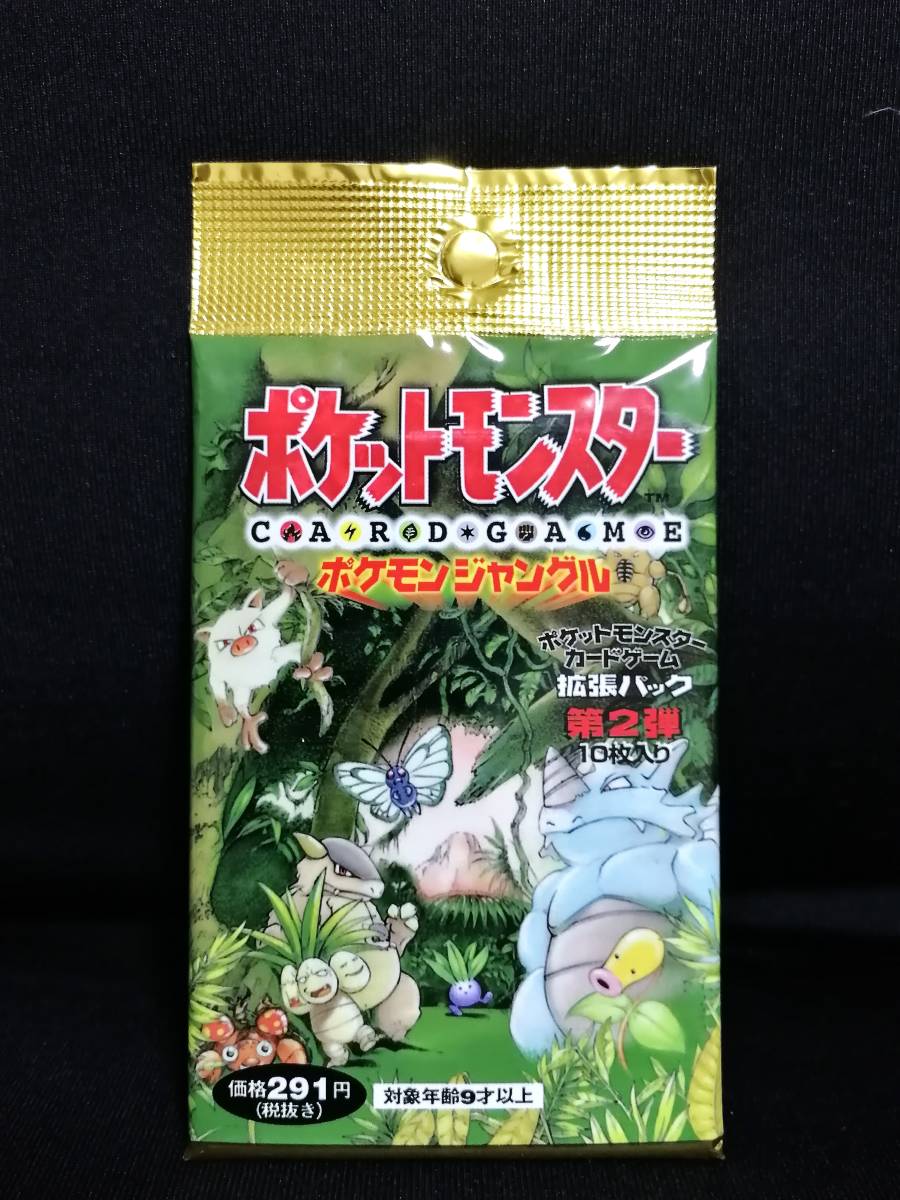 ポケットモンスター
TM
CARD GAME
ポケモンジャングル
ポケットモンスター
カードゲーム
拡張パック
第2弾
10枚入り
価格291円
(税抜き)
対象年齢9才以上